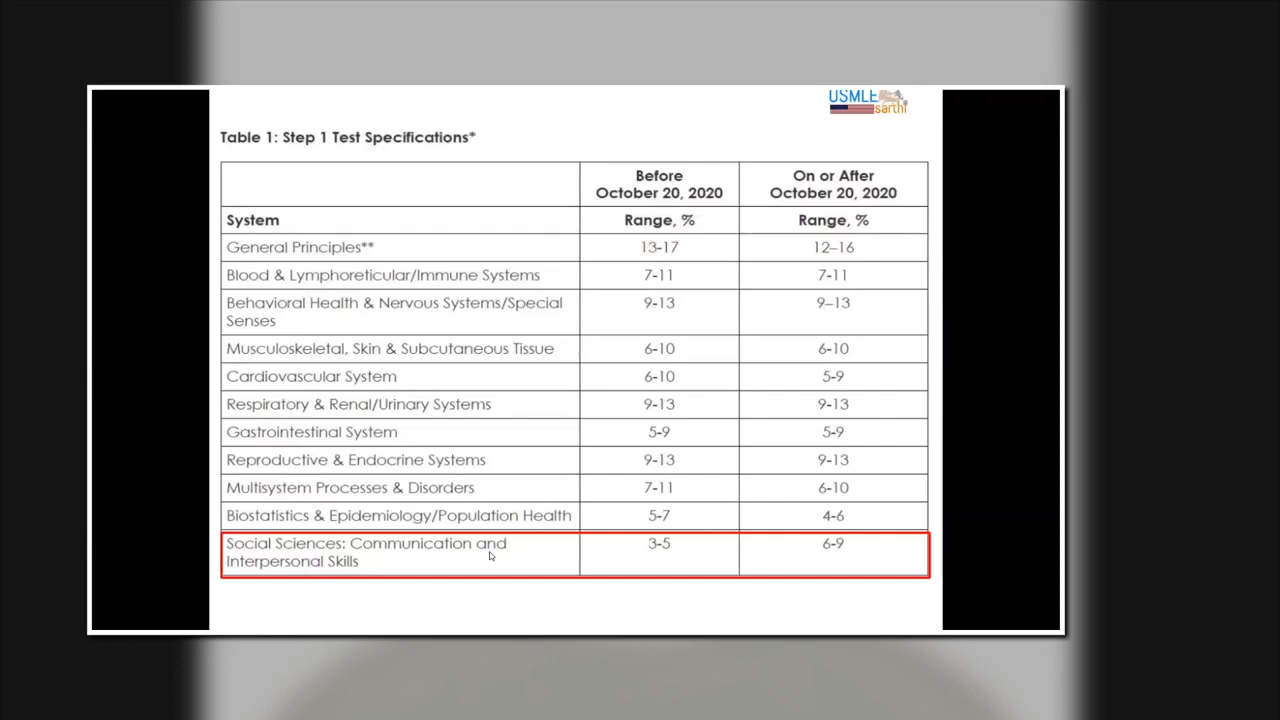 USMLE
sarthi
Table 1: Step 1 Test Specifications*
Before
October 20, 2020
On or After
October 20, 2020
System
Range, %
Range, %
General Principles**
13-17
12–16
Blood & Lymphoreticular/Immune Systems
7-11
7-11
Behavioral Health & Nervous Systems/Special
Senses
9-13
9–13
Musculoskeletal, Skin & Subcutaneous Tissue
6-10
6-10
Cardiovascular System
6-10
5-9
Respiratory & Renal/Urinary Systems
9-13
9-13
Gastrointestinal System
5-9
5-9
Reproductive & Endocrine Systems
9-13
9-13
Multisystem Processes & Disorders
7-11
6-10
Biostatistics & Epidemiology/Population Health
5-7
4-6
Social Sciences: Communication and
Interpersonal Skills
3-5
6-9